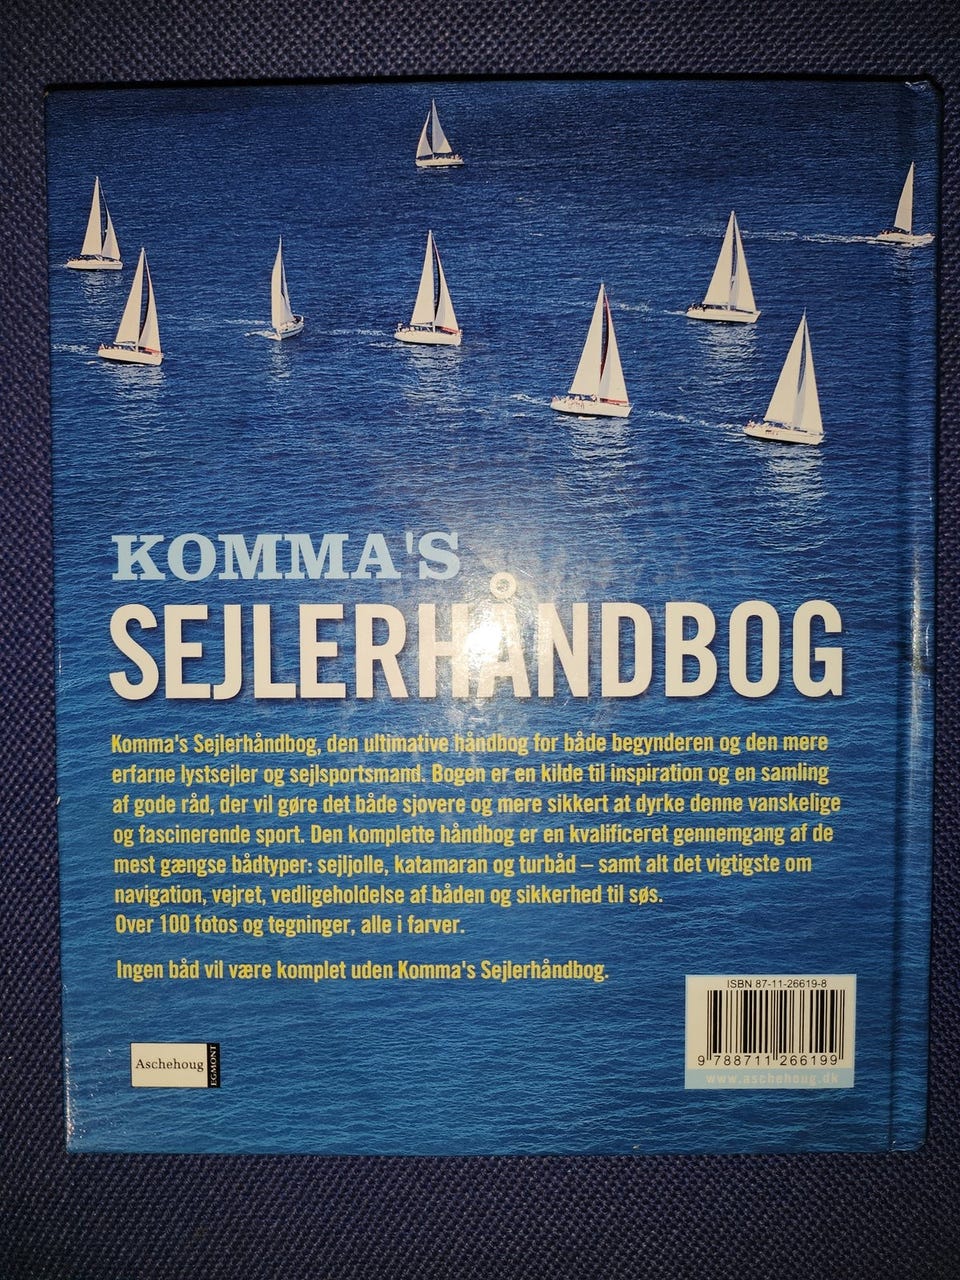 KOMMA'S
SEJLERHÅNDBOG
Komma's Sejlerhåndbog, den ultimative håndbog for både begynderen og den mere
erfarne lystsejler og sejlsportsmand. Bogen er en kilde til inspiration og en samling
af gode råd, der vil gøre det både sjovere og mere sikkert at dyrke denne vanskelige
og fascinerende sport. Den komplette håndbog er en kvalificeret gennemgang af de
mest gængse bådtyper: sejljolle, katamaran og turbåd – samt alt det vigtigste om
navigation, vejret, vedligeholdelse af båden og sikkerhed til søs.
Over 100 fotos og tegninger, alle i farver.
Ingen båd vil være komplet uden Komma's Sejlerhåndbog.
ISBN 87-11-26619-8
9 788711 266199
www.aschehoug.dk
Aschehoug
EGMONT